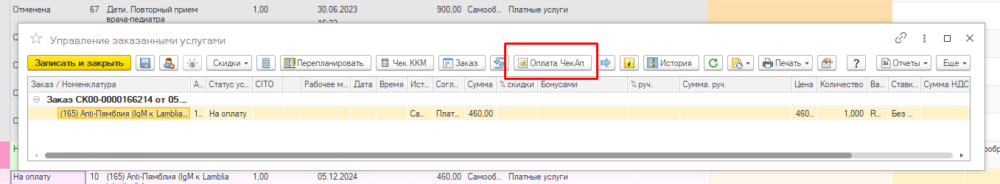 Отменена 67 Дети. Повторный прием 1,00 30.06.2023 900,00 Самооб... Платные услуги
врача-педиатра
Управление заказанными услугами
Записать и закрыть Скидки Перепланировать Чек ККМ Заказ Оплата ЧекАп История Печать ? Отчеты Еще
Заказ / Номенклатура А... Статус ус... CITO Рабочее м... Дата Время Ист... Согл... Сумма % скидки Бонусами % руч. Сумма. руч. Цена Количество Ва... Ставк... Сумма НДС
Заказ СК00-0000166214 от 05....
(165) Anti-Лямблия (IgM к Lamblia... 1... На оплату Са... Плат... 460,00 460... 1,000 R... Без ...
На оплату 10 (165) Anti-Лямблия (IgM к Lamblia 1,00 05.12.2024 460,00 Самооб... Платные услуги